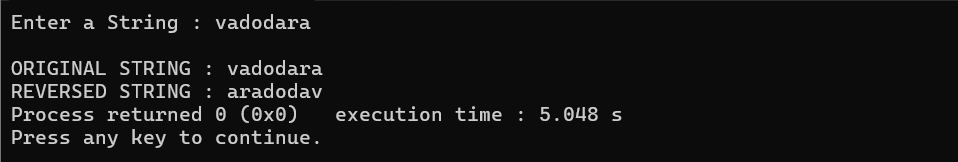 Enter a String : vadodara
ORIGINAL STRING : vadodara
REVERSED STRING : aradodav
Process returned 0 (0x0)   execution time : 5.048 s
Press any key to continue.